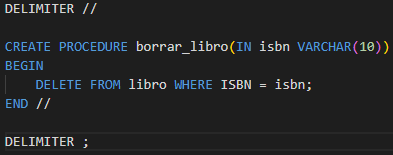 DELIMITER //
CREATE PROCEDURE borrar_libro(IN isbn VARCHAR(10))
BEGIN
DELETE FROM libro WHERE ISBN = isbn;
END //
DELIMITER ;